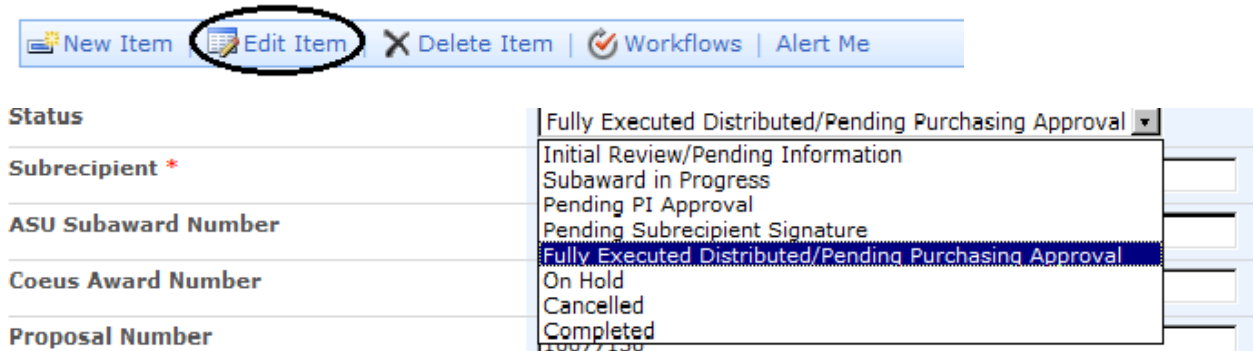 New Item | Edit Item | Delete Item | Workflows | Alert Me
Status
Fully Executed Distributed/Pending Purchasing Approval
Initial Review/Pending Information
Subrecipient *
Subaward in Progress
Pending PI Approval
ASU Subaward Number
Pending Subrecipient Signature
Fully Executed Distributed/Pending Purchasing Approval
Coeus Award Number
On Hold
Cancelled
Proposal Number
Completed